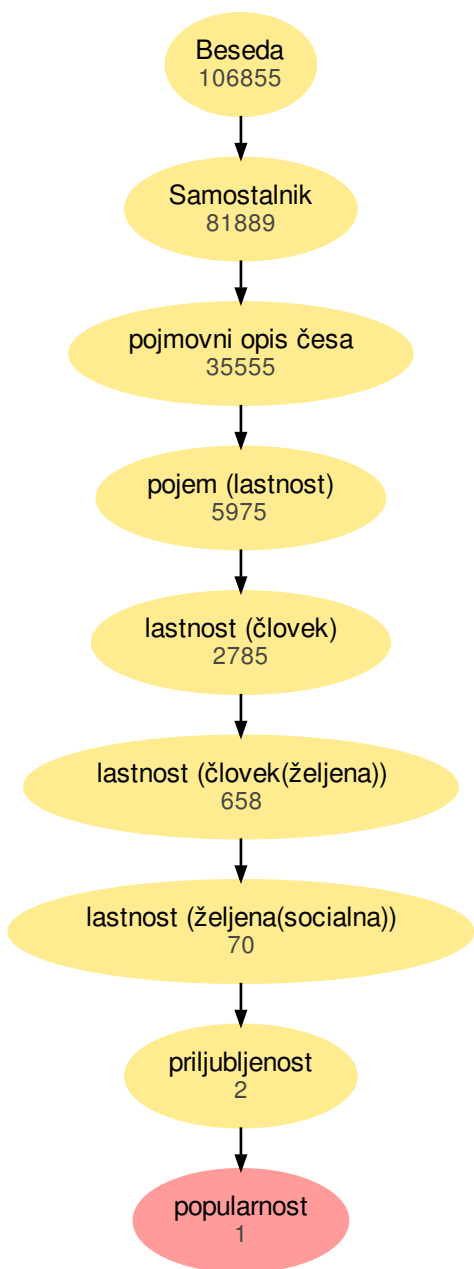 Beseda
106855
Samostalnik
81889
pojmovni opis česa
35555
pojem (lastnost)
5975
lastnost (človek)
2785
lastnost (človek(željena))
658
lastnost (željena(socialna))
70
priljubljenost
2
popularnost
1